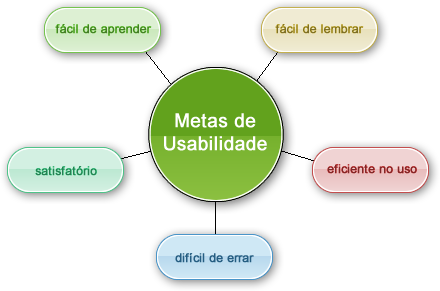 fácil de aprender
fácil de lembrar
Metas de
Usabilidade
satisfatório
eficiente no uso
difícil de errar